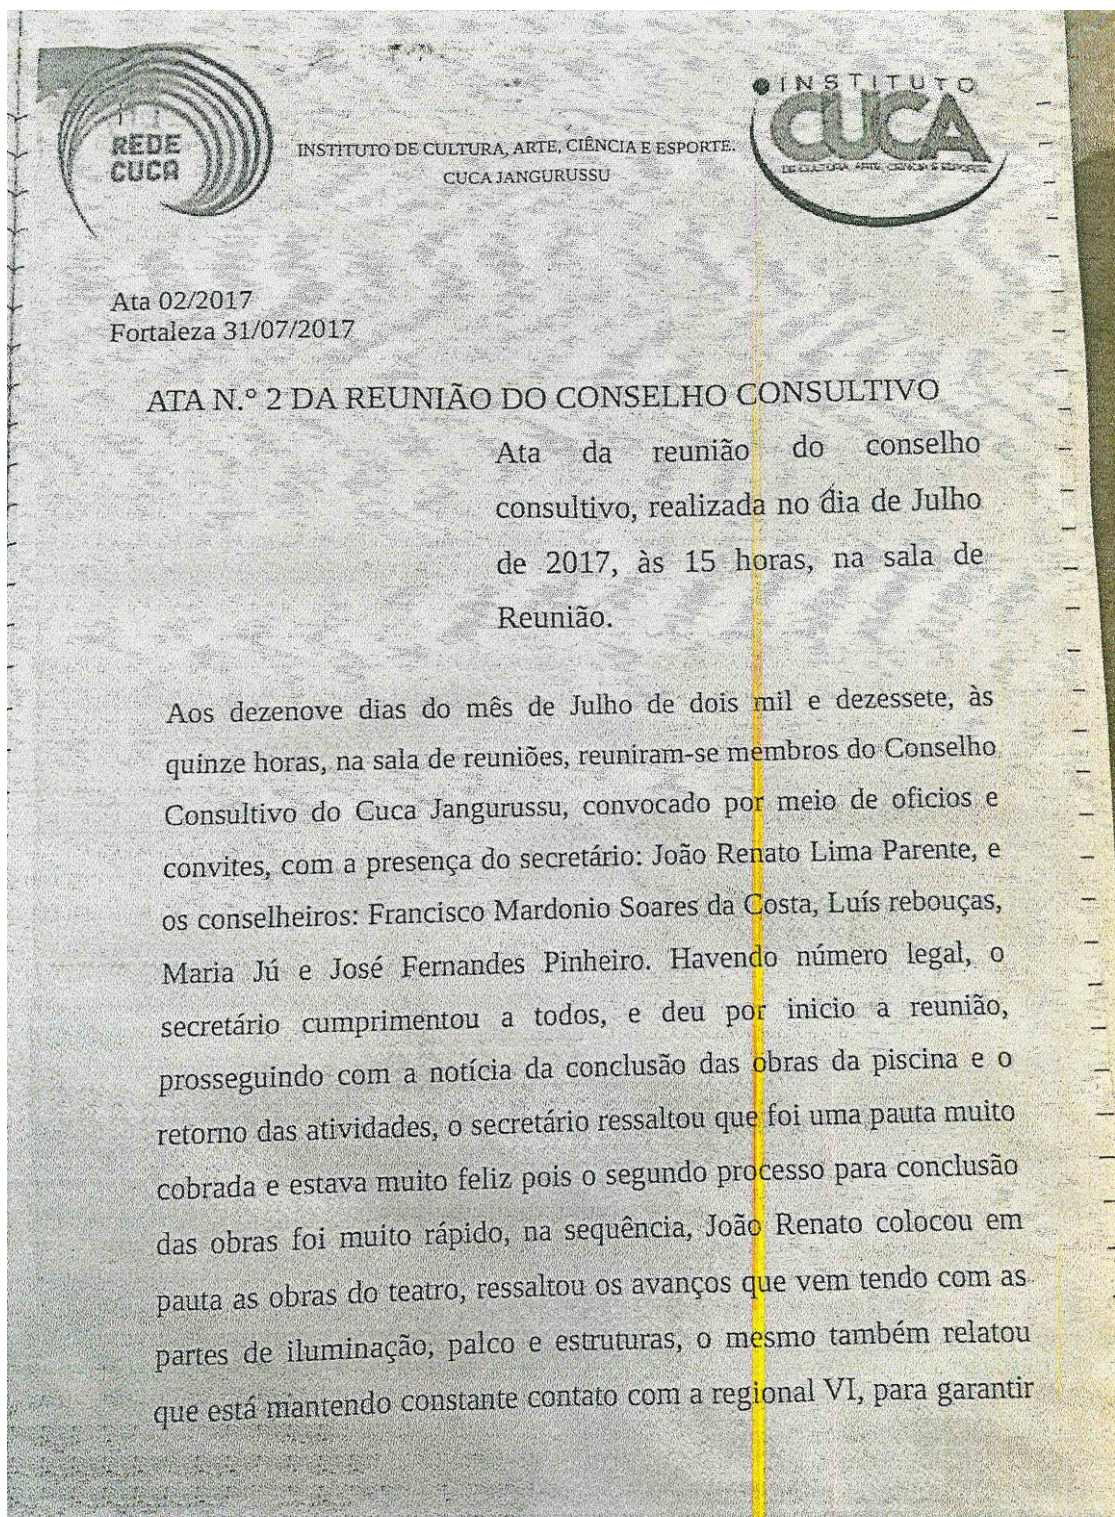 REDE
CUCA
INSTITUTO DE CULTURA, ARTE, CIÊNCIA E ESPORTE.
CUCA JANGURUSSU
INSTITUTO
CUCA
DE CULTURA, ARTE, CIÊNCIA E ESPORTE
Ata 02/2017
Fortaleza 31/07/2017
ATA N.º 2 DA REUNIÃO DO CONSELHO CONSULTIVO
Ata da reunião do conselho
consultivo, realizada no dia de Julho
de 2017, às 15 horas, na sala de
Reunião.
Aos dezenove dias do mês de Julho de dois mil e dezessete, às
quinze horas, na sala de reuniões, reuniram-se membros do Conselho
Consultivo do Cuca Jangurussu, convocado por meio de oficios e
convites, com a presença do secretário: João Renato Lima Parente, e
os conselheiros: Francisco Mardonio Soares da Costa, Luís rebouças,
Maria Jú e José Fernandes Pinheiro. Havendo número legal, o
secretário cumprimentou a todos, e deu por inicio a reunião,
prosseguindo com a notícia da conclusão das obras da piscina e o
retorno das atividades, o secretário ressaltou que foi uma pauta muito
cobrada e estava muito feliz pois o segundo processo para conclusão
das obras foi muito rápido, na sequência, João Renato colocou em
pauta as obras do teatro, ressaltou os avanços que vem tendo com as
partes de iluminação, palco e estruturas, o mesmo também relatou
que está mantendo constante contato com a regional VI, para garantir